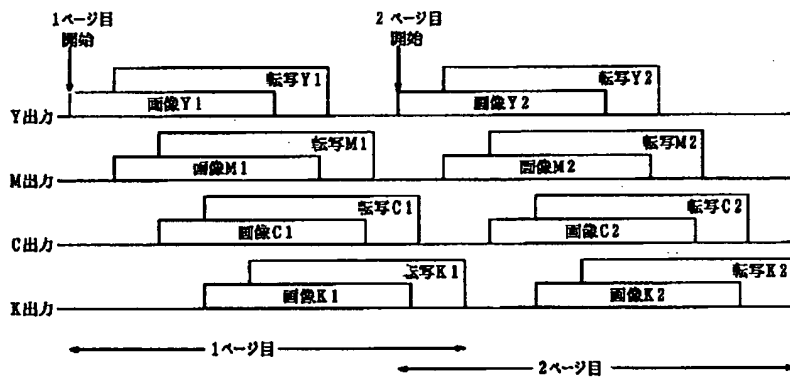 1ページ目
開始
2ページ目
開始
転写Y1
転写Y2
画像Y1
画像Y2
Y出力
転写M1
転写M2
画像M1
画像M2
M出力
転写C1
転写C2
画像C1
画像C2
C出力
転写K1
転写K2
画像K1
画像K2
K出力
1ページ目
2ページ目